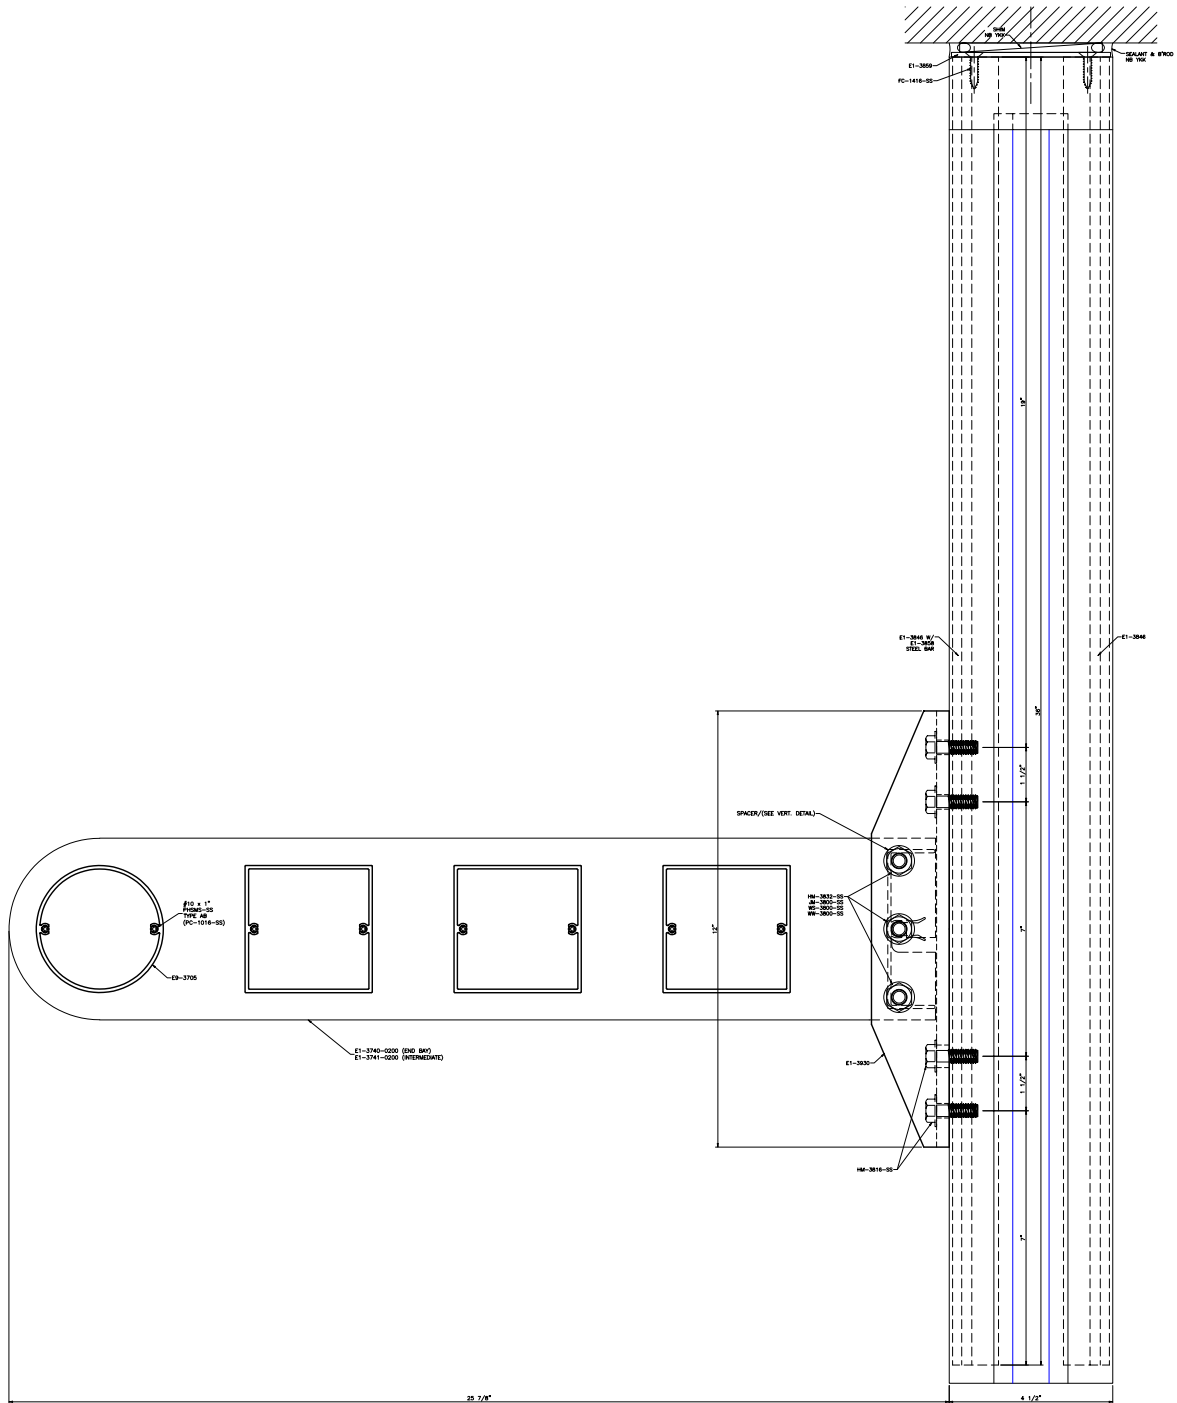 SHIM
NB YKK
SEALANT & B'ROD
NB YKK
E1-3859
PC-1416-SS
19"
E1-3846 W/
E1-3858
STEEL BAR
E1-3846
36"
1 1/2"
SPACER/(SEE VERT. DETAIL)
HM-3832-SS
JM-3800-SS
WS-3800-SS
WW-3800-SS
#10 x 1"
PHSMS-SS
TYPE AB
(PC-1016-SS)
12"
7"
E9-3705
E1-3740-0200 (END BAY)
E1-3741-0200 (INTERMEDIATE)
E1-3930
1 1/2"
HM-3816-SS
7"
25 7/8"
4 1/2"